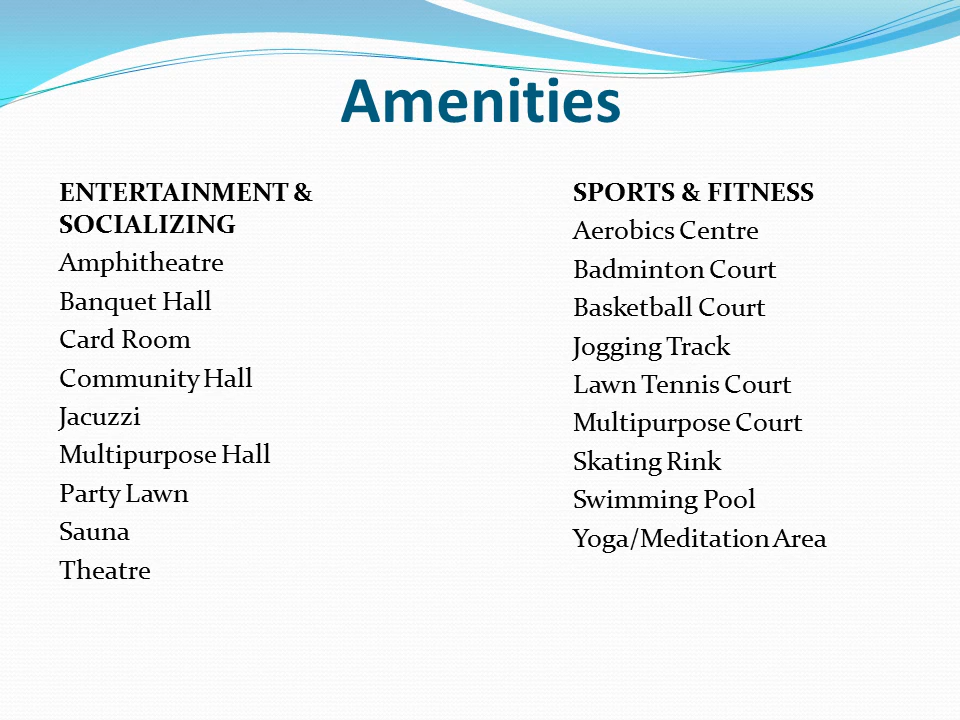 Amenities
ENTERTAINMENT &
SOCIALIZING
Amphitheatre
Banquet Hall
Card Room
Community Hall
Jacuzzi
Multipurpose Hall
Party Lawn
Sauna
Theatre
SPORTS & FITNESS
Aerobics Centre
Badminton Court
Basketball Court
Jogging Track
Lawn Tennis Court
Multipurpose Court
Skating Rink
Swimming Pool
Yoga/Meditation Area